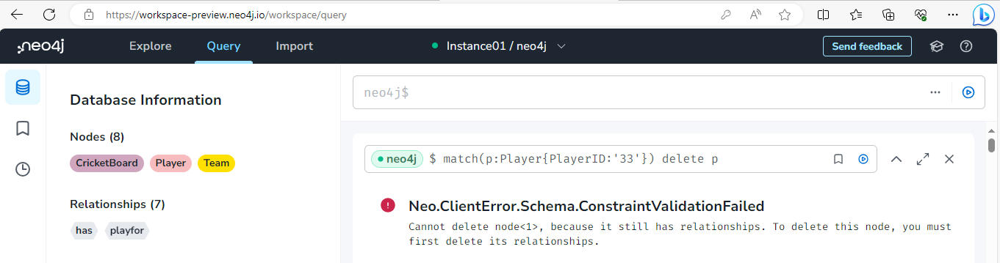 https://workspace-preview.neo4j.io/workspace/query
neo4j Explore Query Import Instance01 / neo4j Send feedback
Database Information
Nodes (8)
CricketBoard Player Team
Relationships (7)
has playfor
neo4j$
neo4j $ match(p:Player{PlayerID:'33'}) delete p
Neo.ClientError.Schema.ConstraintValidationFailed
Cannot delete node<1>, because it still has relationships. To delete this node, you must
first delete its relationships.